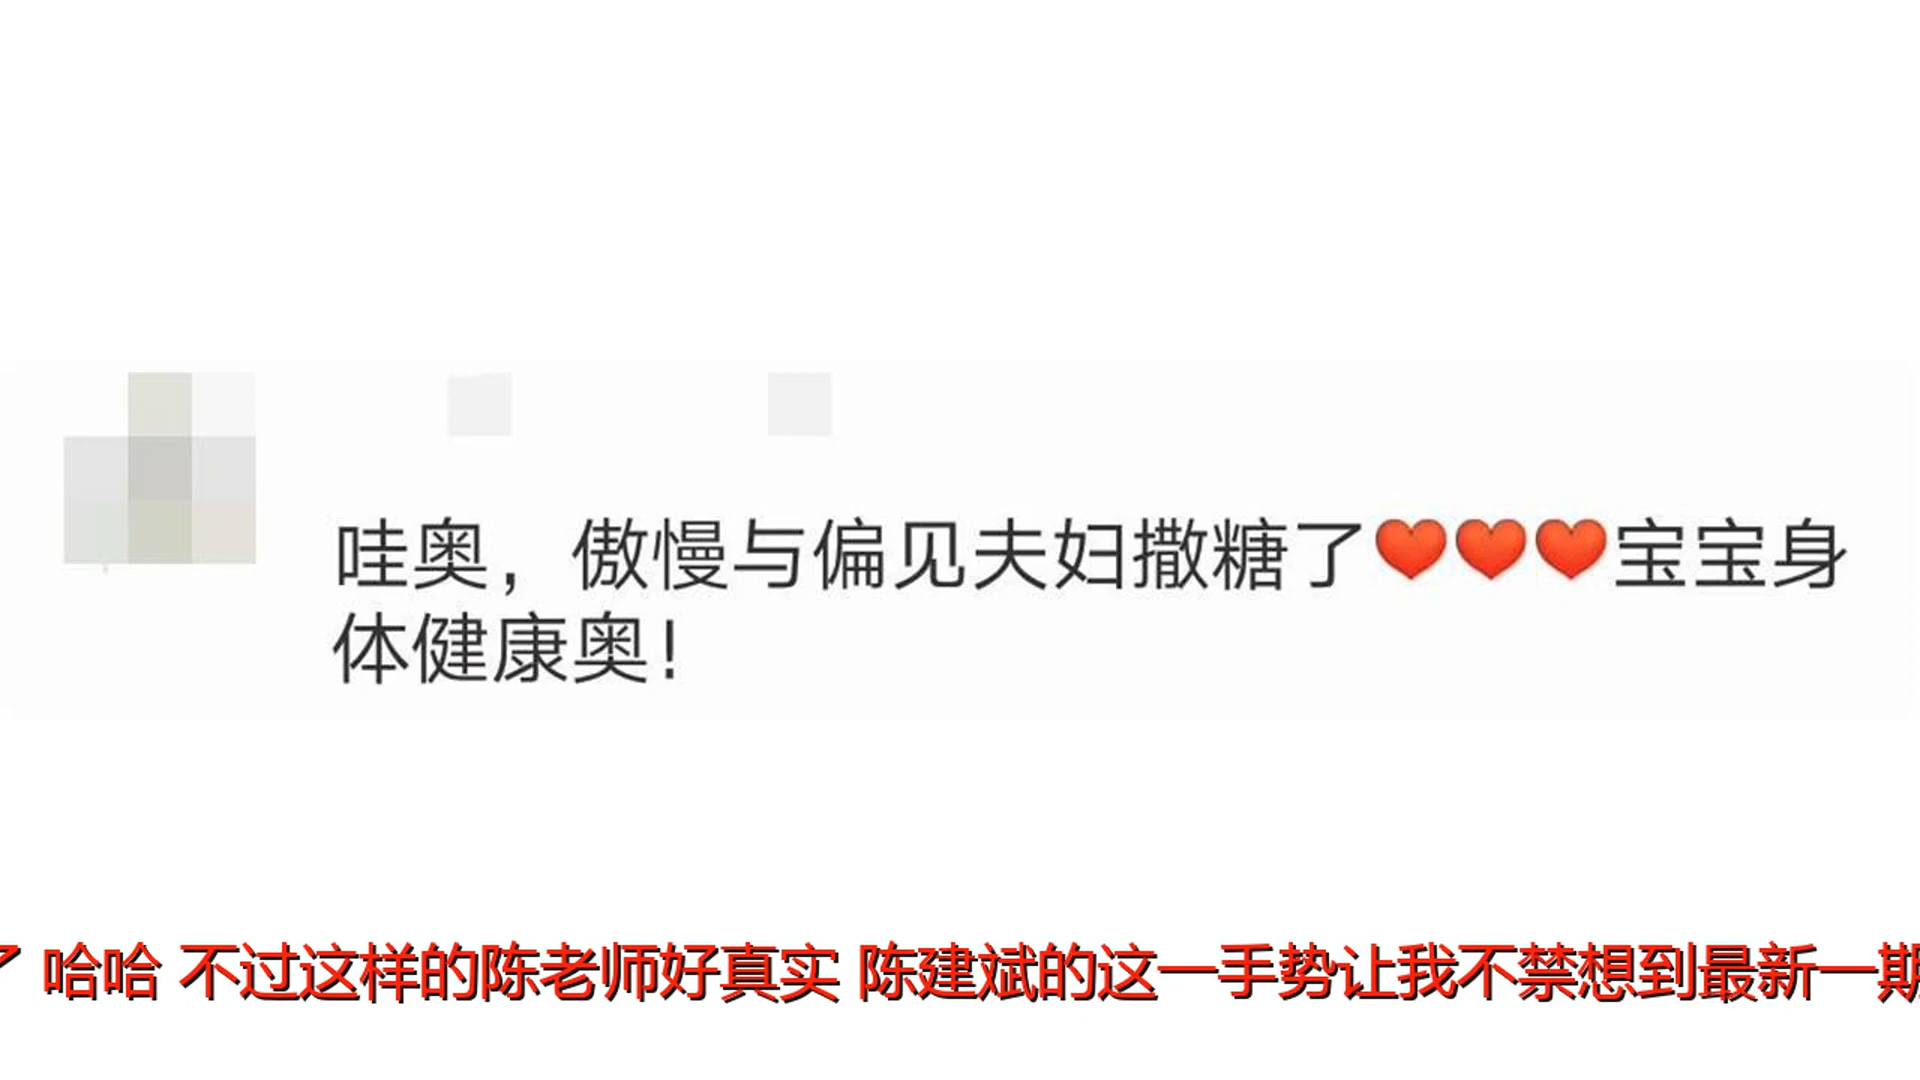 哇奥，傲慢与偏见夫妇撒糖了❤️❤️❤️宝宝身
体健康奥！
了 哈哈 不过这样的陈老师好真实 陈建斌的这一手势让我不禁想到最新一期